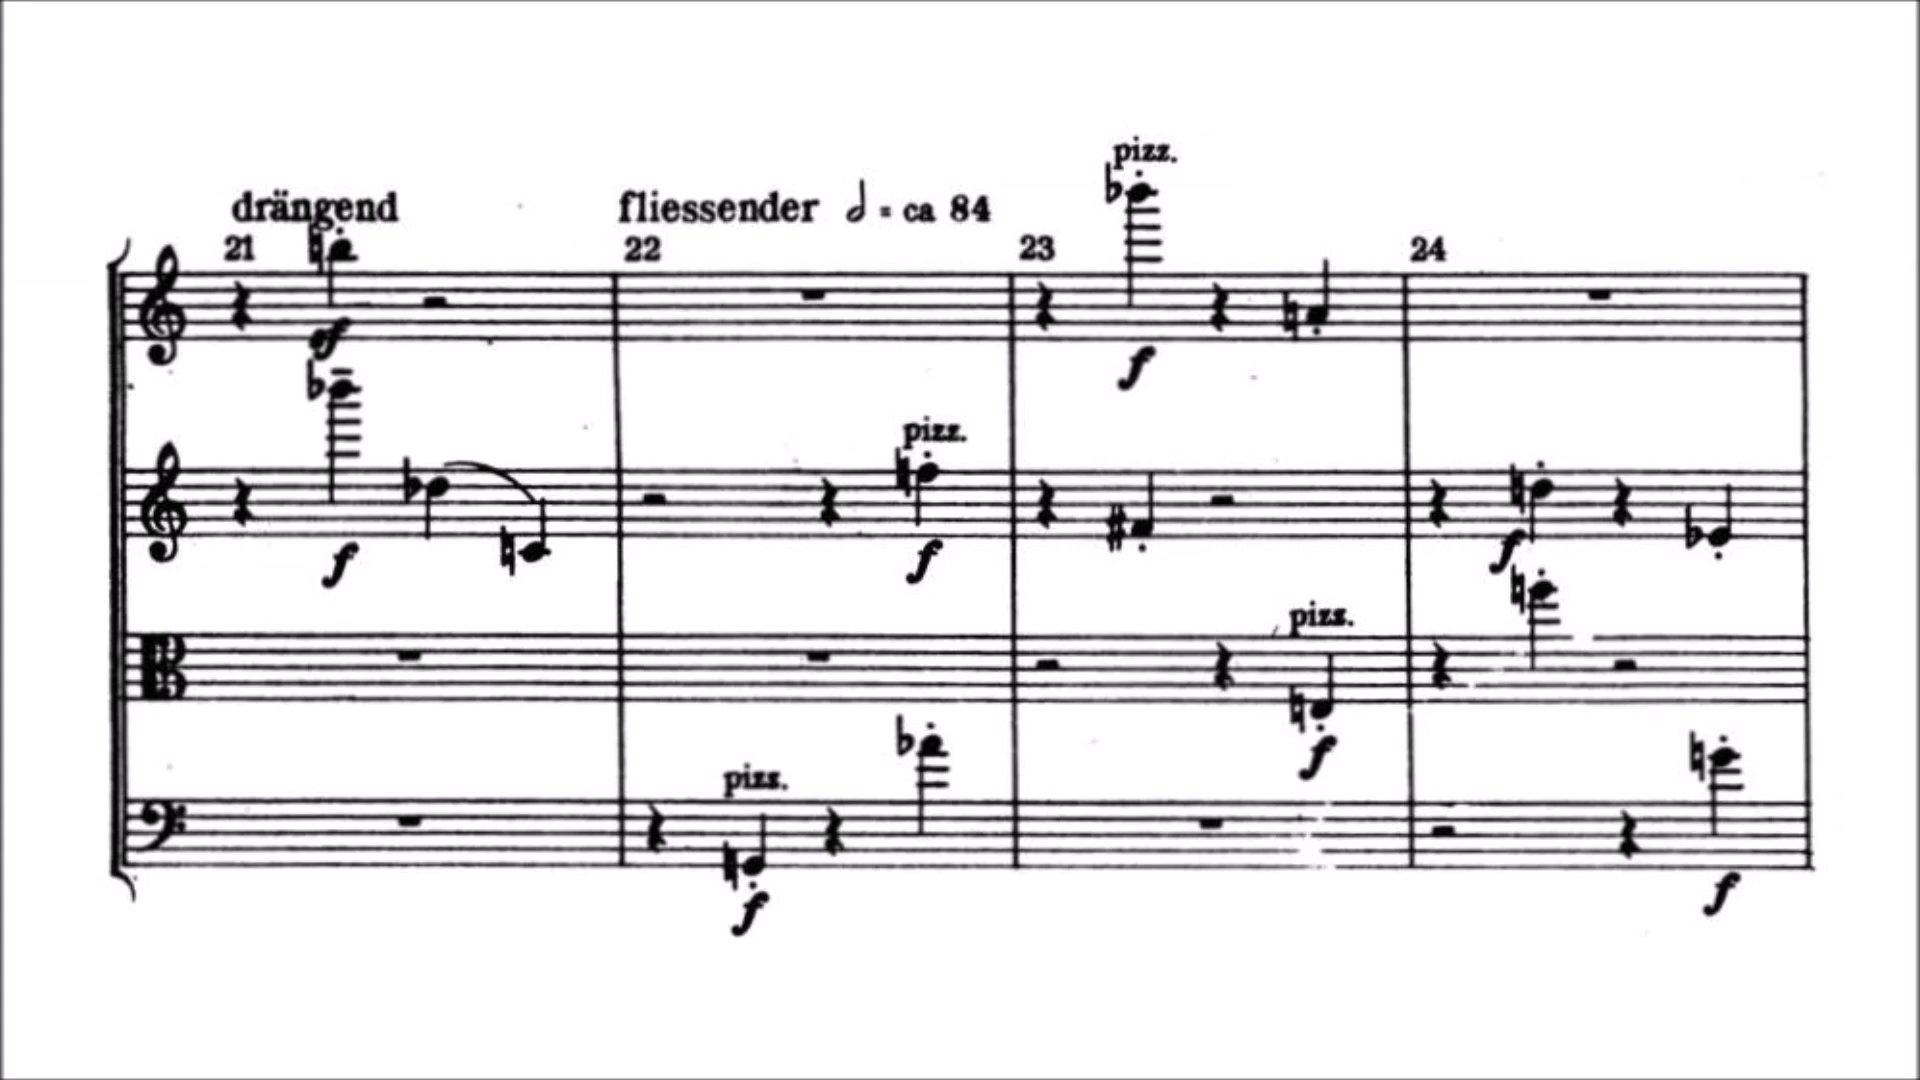 pizz.
drängend fliessender 𝅗𝅥 = ca 84
21 22 23 24
f f
pizz.
f f f
pizz.
pizz.
f
f f